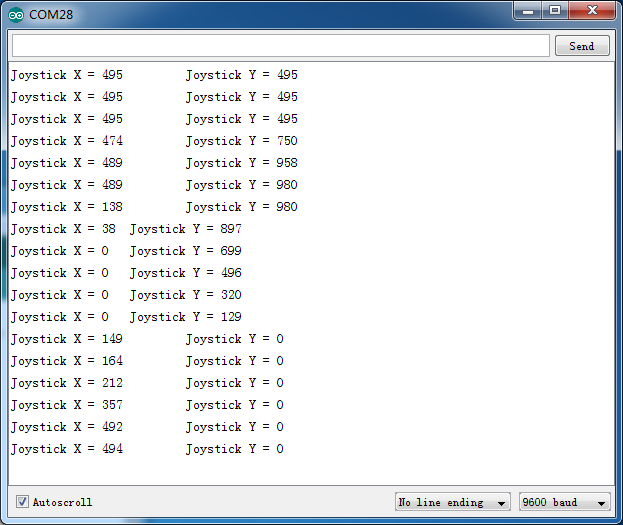 COM28
Send
Joystick X = 495 Joystick Y = 495
Joystick X = 495 Joystick Y = 495
Joystick X = 495 Joystick Y = 495
Joystick X = 474 Joystick Y = 750
Joystick X = 489 Joystick Y = 958
Joystick X = 489 Joystick Y = 980
Joystick X = 138 Joystick Y = 980
Joystick X = 38 Joystick Y = 897
Joystick X = 0 Joystick Y = 699
Joystick X = 0 Joystick Y = 496
Joystick X = 0 Joystick Y = 320
Joystick X = 0 Joystick Y = 129
Joystick X = 149 Joystick Y = 0
Joystick X = 164 Joystick Y = 0
Joystick X = 212 Joystick Y = 0
Joystick X = 357 Joystick Y = 0
Joystick X = 492 Joystick Y = 0
Joystick X = 494 Joystick Y = 0
Autoscroll No line ending 9600 baud